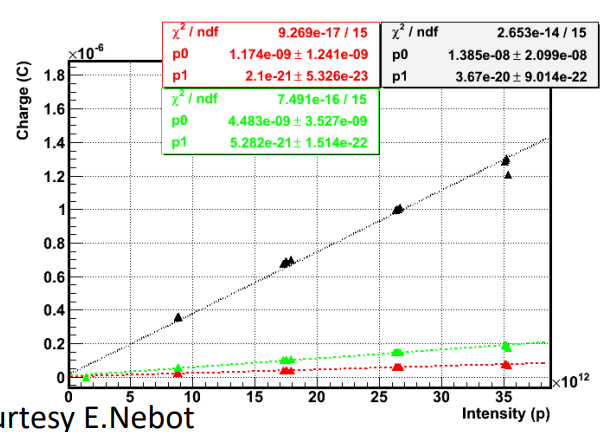 χ² / ndf 9.269e-17 / 15
p0 1.174e-09 ± 1.241e-09
p1 2.1e-21 ± 5.326e-23
χ² / ndf 2.653e-14 / 15
p0 1.385e-08 ± 2.099e-08
p1 3.67e-20 ± 9.014e-22
χ² / ndf 7.491e-16 / 15
p0 4.483e-09 ± 3.527e-09
p1 5.282e-21 ± 1.514e-22
×10⁻⁶
Charge (C)
1.8
1.6
1.4
1.2
1
0.8
0.6
0.4
0.2
0
0 5 10 15 20 25 30 35
×10¹²
Intensity (p)
urtesy E.Nebot